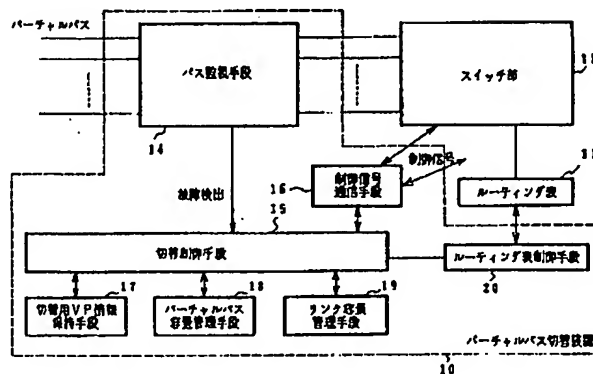 バーチャルパス
パス監視手段
スイッチ部
14
制御信号
16
制御信号
通信手段
故障検出
15
ルーティング表
切替制御手段
ルーティング表制御手段
20
17
18
19
切替用VP情報
保持手段
バーチャルパス
容量管理手段
リンク容量
管理手段
バーチャルパス切替装置
10